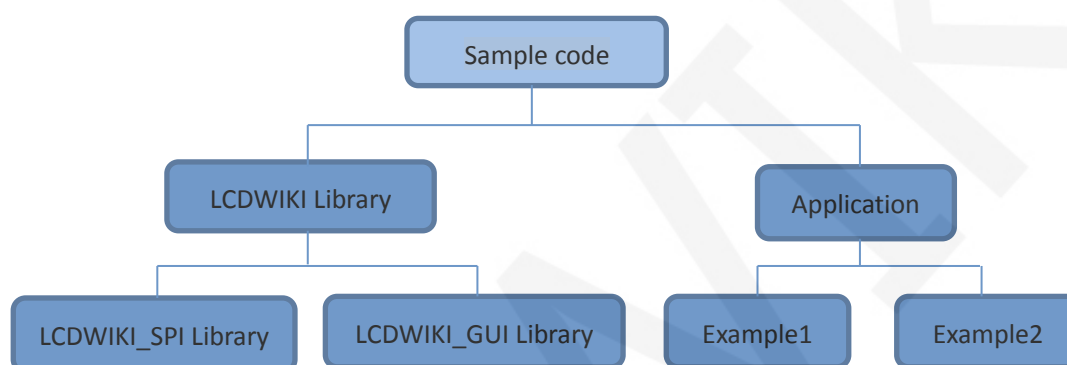 Sample code
LCDWIKI Library
Application
LCDWIKI_SPI Library
LCDWIKI_GUI Library
Example1
Example2